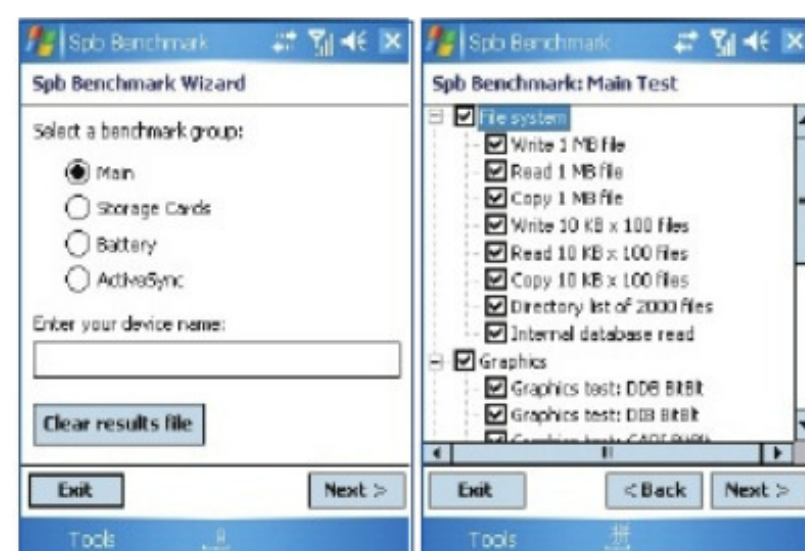 Spb Benchmark
Spb Benchmark Wizard
Select a benchmark group:
Main
Storage Cards
Battery
ActiveSync
Enter your device name:
Clear results file
Exit
Next >
Tools
Spb Benchmark
Spb Benchmark: Main Test
File system
Write 1 MB file
Read 1 MB file
Copy 1 MB file
Write 10 KB x 100 files
Read 10 KB x 100 files
Copy 10 KB x 100 files
Directory list of 2000 files
Internal database read
Graphics
Graphics test: DDB BitBlt
Graphics test: DIB BitBlt
Exit
< Back
Next >
Tools
拼